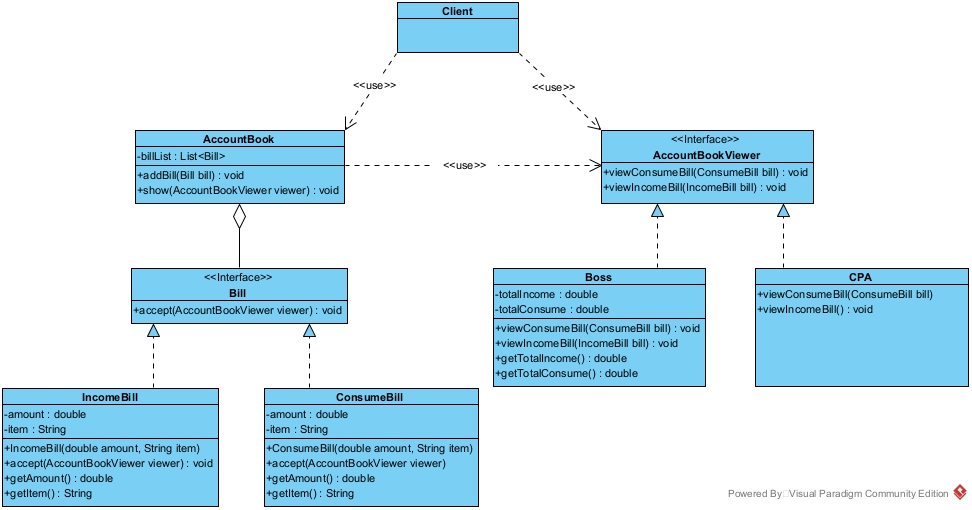 Client
<<use>>
<<use>>
AccountBook
-billList : List<Bill>
+addBill(Bill bill) : void
+show(AccountBookViewer viewer) : void
<<use>>
<<Interface>>
AccountBookViewer
+viewConsumeBill(ConsumeBill bill) : void
+viewIncomeBill(IncomeBill bill) : void
<<Interface>>
Bill
+accept(AccountBookViewer viewer) : void
Boss
-totalIncome : double
-totalConsume : double
+viewConsumeBill(ConsumeBill bill) : void
+viewIncomeBill(IncomeBill bill) : void
+getTotalIncome() : double
+getTotalConsume() : double
CPA
+viewConsumeBill(ConsumeBill bill)
+viewIncomeBill() : void
IncomeBill
-amount : double
-item : String
+IncomeBill(double amount, String item)
+accept(AccountBookViewer viewer) : void
+getAmount() : double
+getItem() : String
ConsumeBill
-amount : double
-item : String
+ConsumeBill(double amount, String item)
+accept(AccountBookViewer viewer)
+getAmount() : double
+getItem() : String
Powered By Visual Paradigm Community Edition